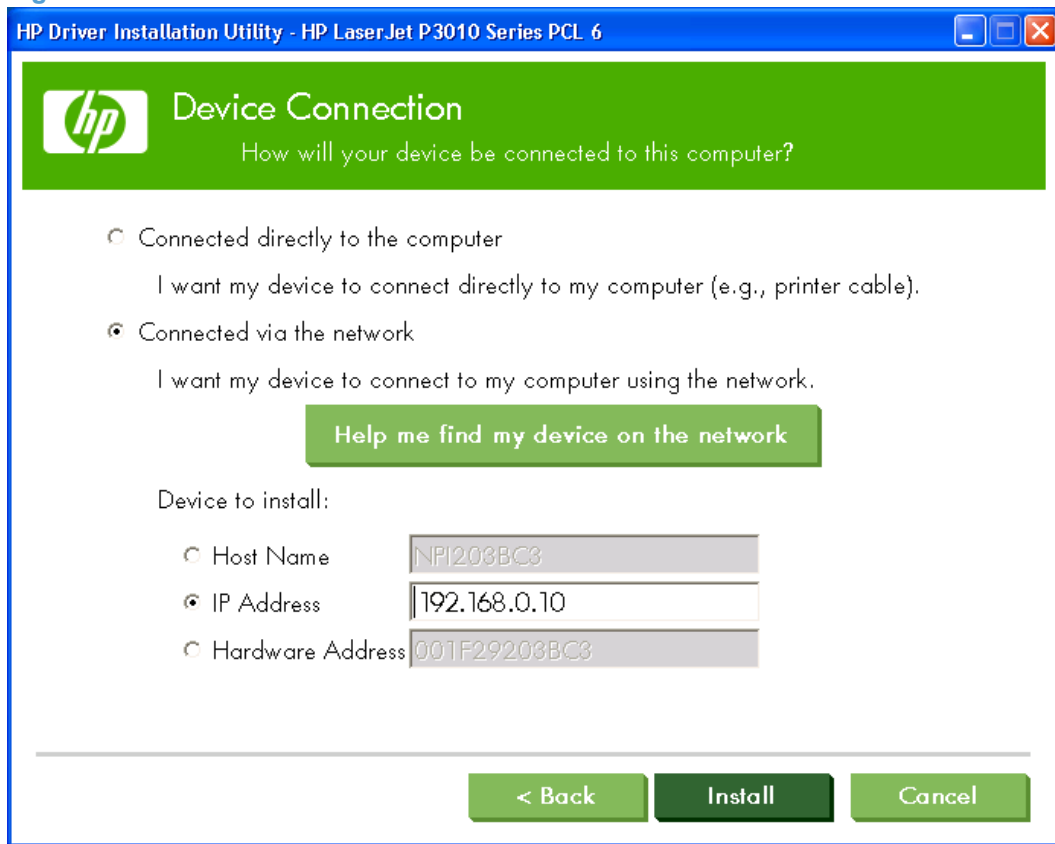 HP Driver Installation Utility - HP LaserJet P3010 Series PCL 6
hp
Device Connection
How will your device be connected to this computer?
Connected directly to the computer
I want my device to connect directly to my computer (e.g., printer cable).
Connected via the network
I want my device to connect to my computer using the network.
Help me find my device on the network
Device to install:
Host Name NPI203BC3
IP Address 192.168.0.10
Hardware Address 001F29203BC3
< Back Install Cancel